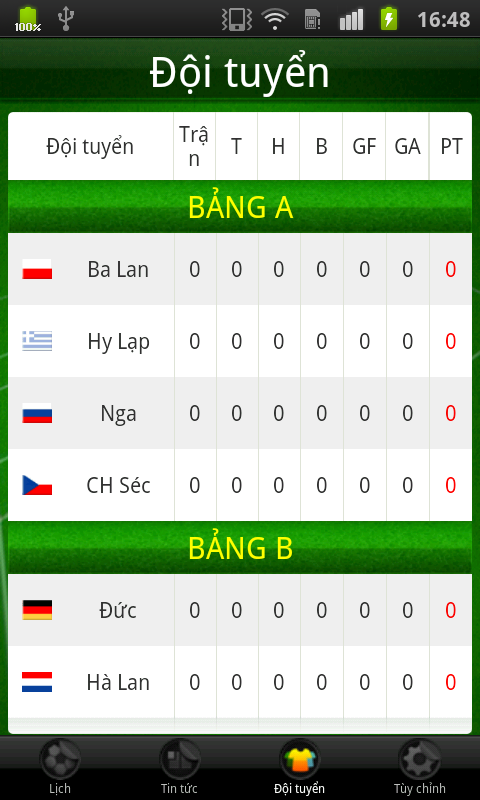 100%
16:48
Đội tuyển
Đội tuyển Trận T H B GF GA PT
BẢNG A
Ba Lan 0 0 0 0 0 0 0
Hy Lạp 0 0 0 0 0 0 0
Nga 0 0 0 0 0 0 0
CH Séc 0 0 0 0 0 0 0
BẢNG B
Đức 0 0 0 0 0 0 0
Hà Lan 0 0 0 0 0 0 0
Lịch Tin tức Đội tuyển Tùy chỉnh